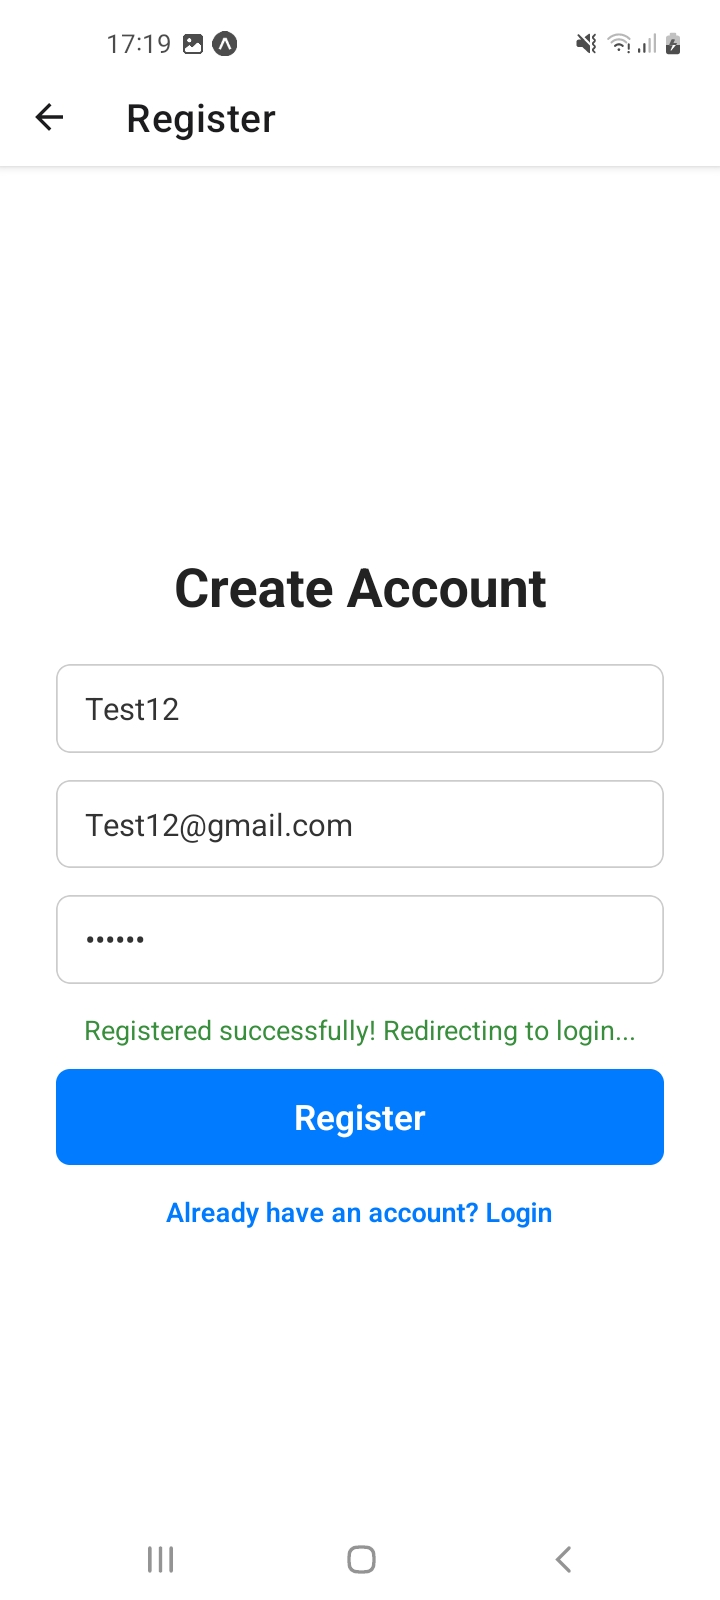 17:19
Register
Create Account
Test12
Test12@gmail.com
••••••
Registered successfully! Redirecting to login...
Register
Already have an account? Login